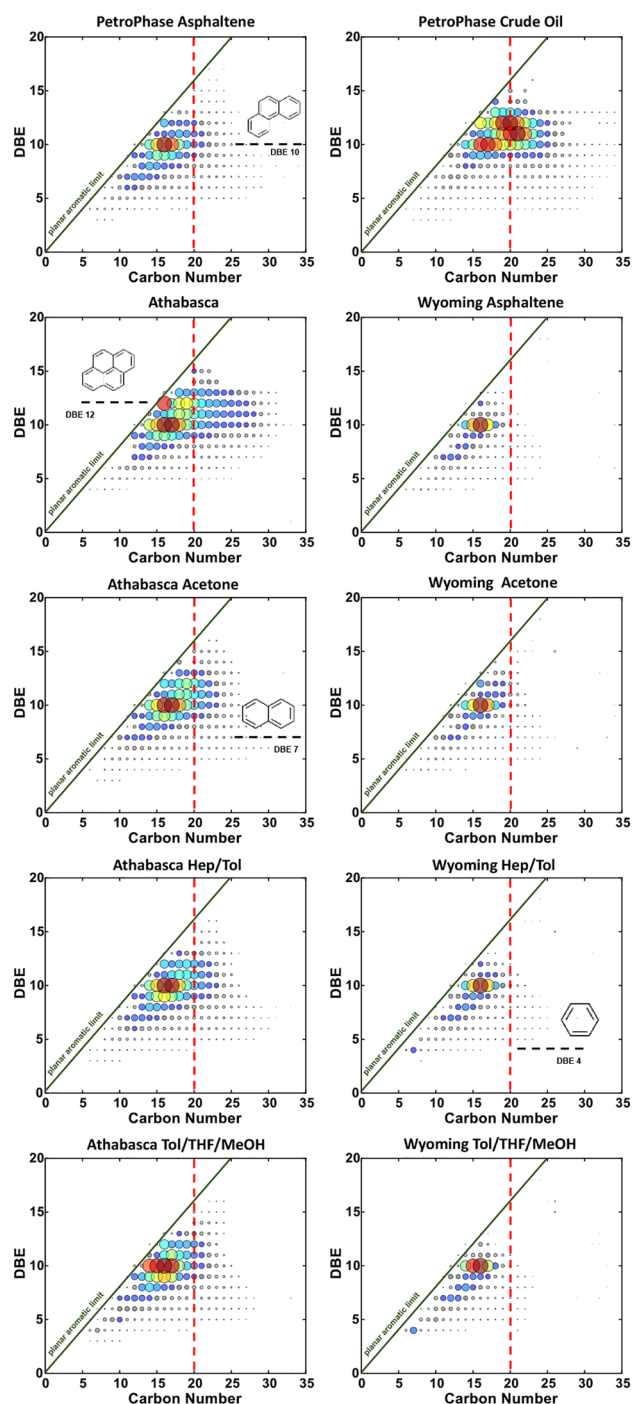 PetroPhase Asphaltene
PetroPhase Crude Oil
20
15
10
5
0
DBE
planar aromatic limit
DBE 10
0 5 10 15 20 25 30 35
Carbon Number
20
15
10
5
0
DBE
planar aromatic limit
0 5 10 15 20 25 30 35
Carbon Number
Athabasca
Wyoming Asphaltene
20
15
10
5
0
DBE
DBE 12
planar aromatic limit
0 5 10 15 20 25 30 35
Carbon Number
20
15
10
5
0
DBE
planar aromatic limit
0 5 10 15 20 25 30 35
Carbon Number
Athabasca Acetone
Wyoming Acetone
20
15
10
5
0
DBE
planar aromatic limit
DBE 7
0 5 10 15 20 25 30 35
Carbon Number
20
15
10
5
0
DBE
planar aromatic limit
0 5 10 15 20 25 30 35
Carbon Number
Athabasca Hep/Tol
Wyoming Hep/Tol
20
15
10
5
0
DBE
planar aromatic limit
0 5 10 15 20 25 30 35
Carbon Number
20
15
10
5
0
DBE
planar aromatic limit
DBE 4
0 5 10 15 20 25 30 35
Carbon Number
Athabasca Tol/THF/MeOH
Wyoming Tol/THF/MeOH
20
15
10
5
0
DBE
planar aromatic limit
0 5 10 15 20 25 30 35
Carbon Number
20
15
10
5
0
DBE
planar aromatic limit
0 5 10 15 20 25 30 35
Carbon Number